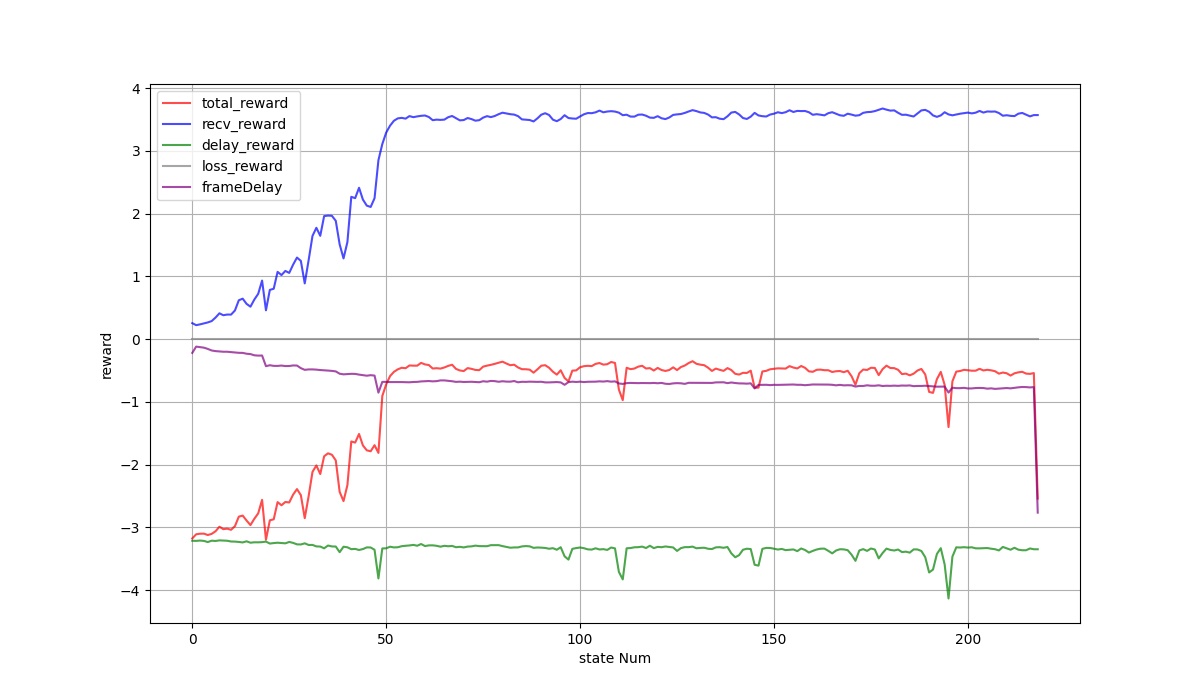 total_reward
recv_reward
delay_reward
loss_reward
frameDelay
reward
4
3
2
1
0
−1
−2
−3
−4
0 50 100 150 200
state Num